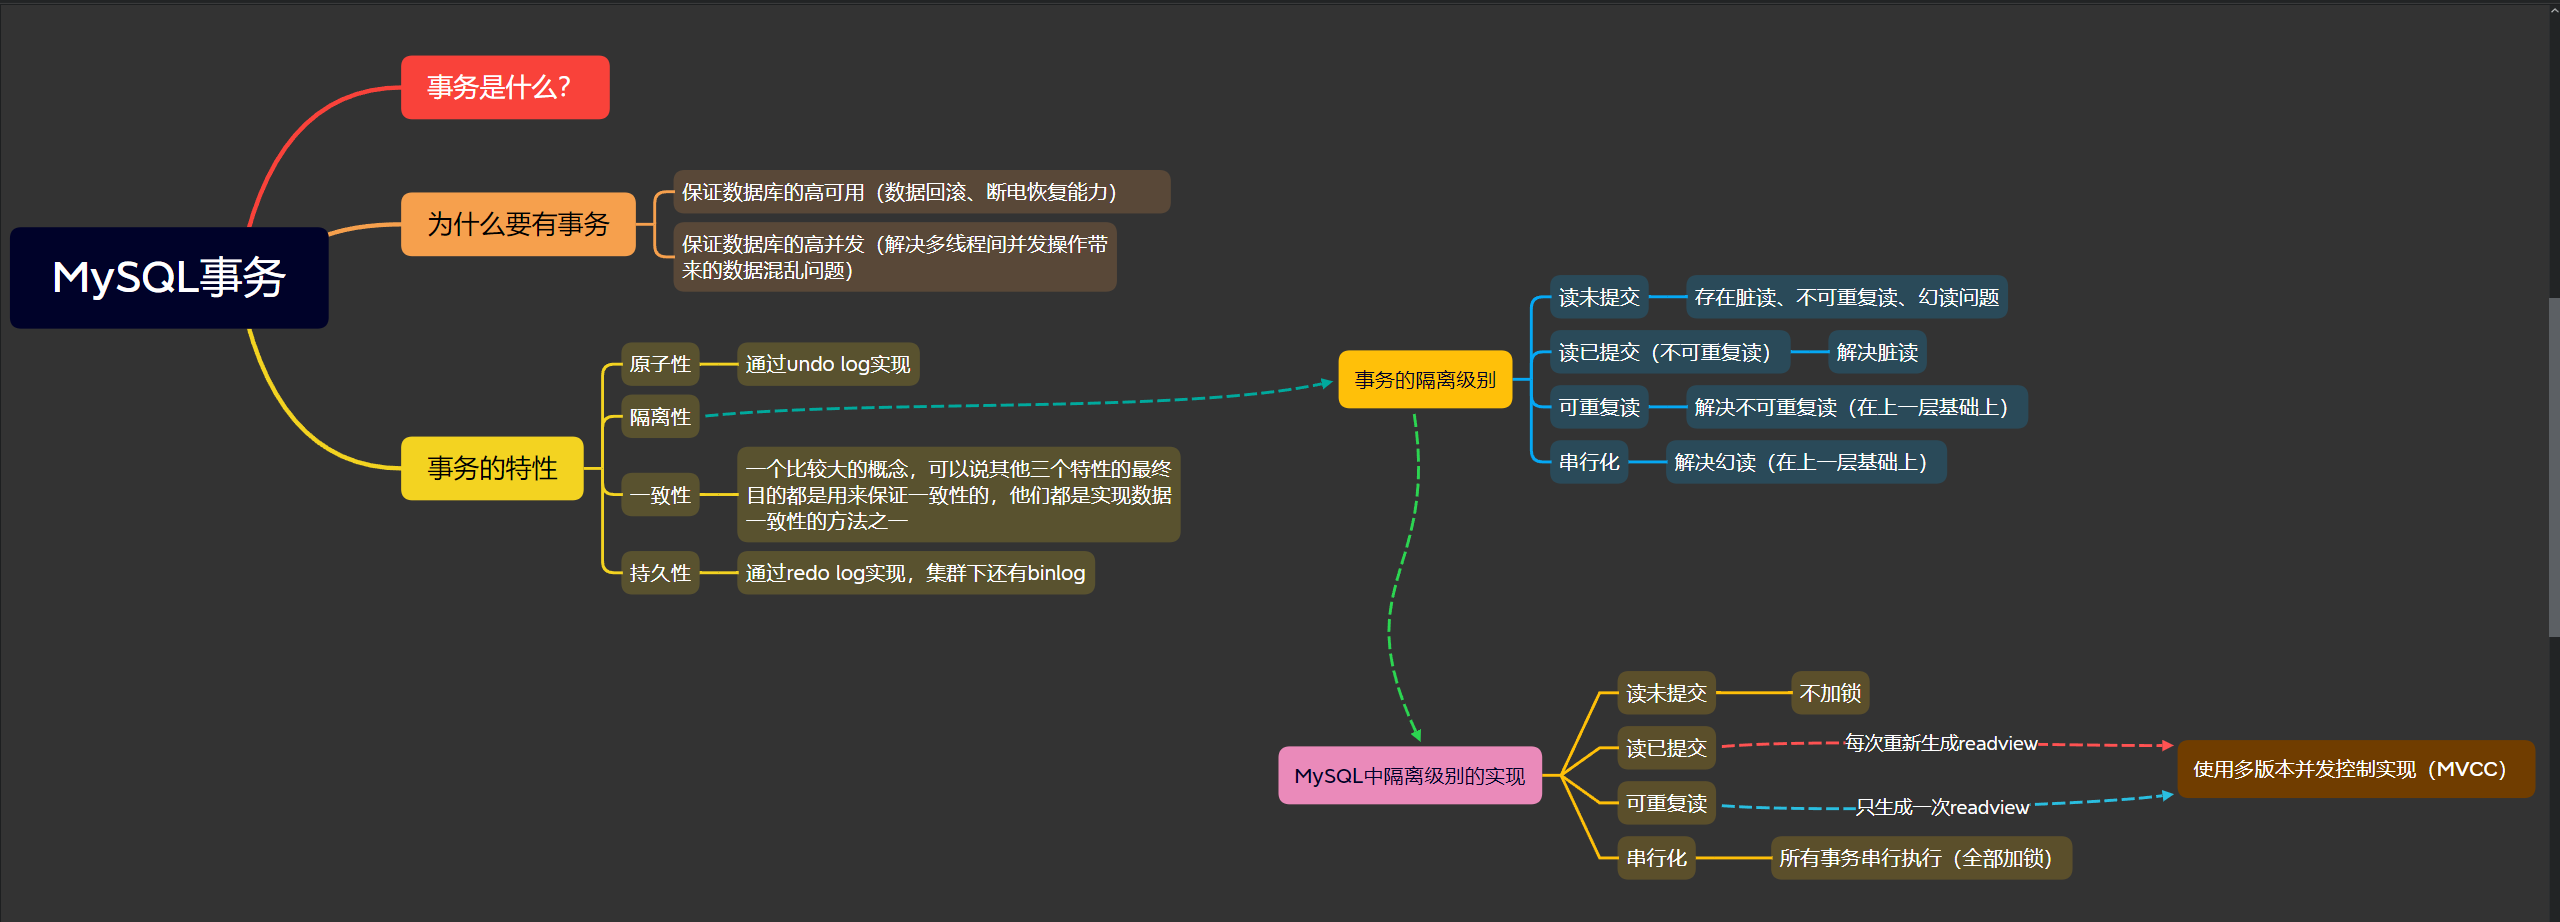 MySQL事务
事务是什么？
为什么要有事务
保证数据库的高可用（数据回滚、断电恢复能力）
保证数据库的高并发（解决多线程间并发操作带
来的数据混乱问题）
事务的特性
原子性
通过undo log实现
隔离性
一致性
一个比较大的概念，可以说其他三个特性的最终
目的都是用来保证一致性的，他们都是实现数据
一致性的方法之一
持久性
通过redo log实现，集群下还有binlog
事务的隔离级别
读未提交
存在脏读、不可重复读、幻读问题
读已提交（不可重复读）
解决脏读
可重复读
解决不可重复读（在上一层基础上）
串行化
解决幻读（在上一层基础上）
MySQL中隔离级别的实现
读未提交
不加锁
读已提交
每次重新生成readview
可重复读
只生成一次readview
使用多版本并发控制实现（MVCC）
串行化
所有事务串行执行（全部加锁）